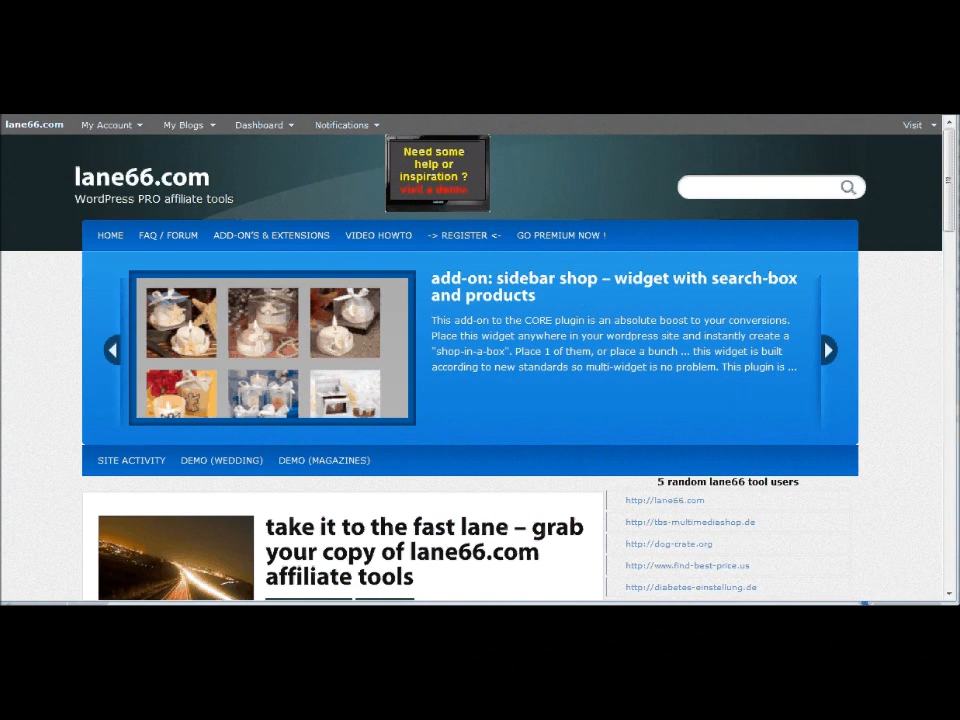 lane66.com My Account My Blogs Dashboard Notifications Visit
Need some
help or
inspiration ?
visit a demo
lane66.com
WordPress PRO affiliate tools
HOME FAQ / FORUM ADD-ON'S & EXTENSIONS VIDEO HOWTO -> REGISTER <- GO PREMIUM NOW !
add-on: sidebar shop – widget with search-box
and products
This add-on to the CORE plugin is an absolute boost to your conversions.
Place this widget anywhere in your wordpress site and instantly create a
"shop-in-a-box". Place 1 of them, or place a bunch ... this widget is built
according to new standards so multi-widget is no problem. This plugin is ...
SITE ACTIVITY DEMO (WEDDING) DEMO (MAGAZINES)
5 random lane66 tool users
http://lane66.com
http://tbs-multimediashop.de
http://dog-crate.org
http://www.find-best-price.us
http://diabetes-einstellung.de
take it to the fast lane – grab
your copy of lane66.com
affiliate tools